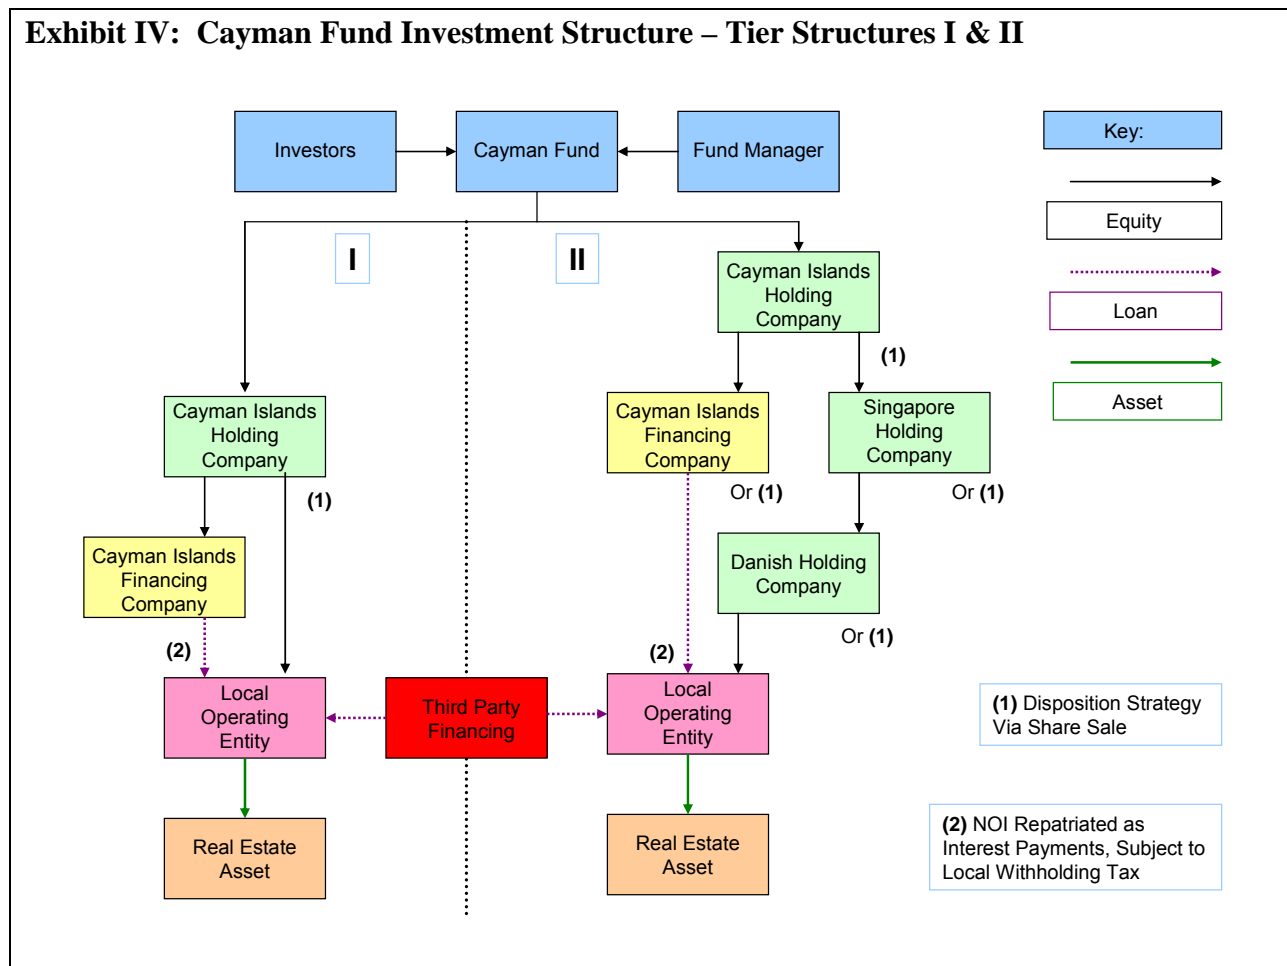 Exhibit IV: Cayman Fund Investment Structure – Tier Structures I & II
Investors
Cayman Fund
Fund Manager
Key:
Equity
Loan
Asset
I
II
Cayman Islands
Holding
Company
(1)
Cayman Islands
Holding
Company
(1)
Cayman Islands
Financing
Company
Or (1)
Singapore
Holding
Company
Or (1)
Cayman Islands
Financing
Company
(2)
Danish Holding
Company
Or (1)
(2)
Local
Operating
Entity
Third Party
Financing
Local
Operating
Entity
Real Estate
Asset
Real Estate
Asset
(1) Disposition Strategy
Via Share Sale
(2) NOI Repatriated as
Interest Payments, Subject to
Local Withholding Tax